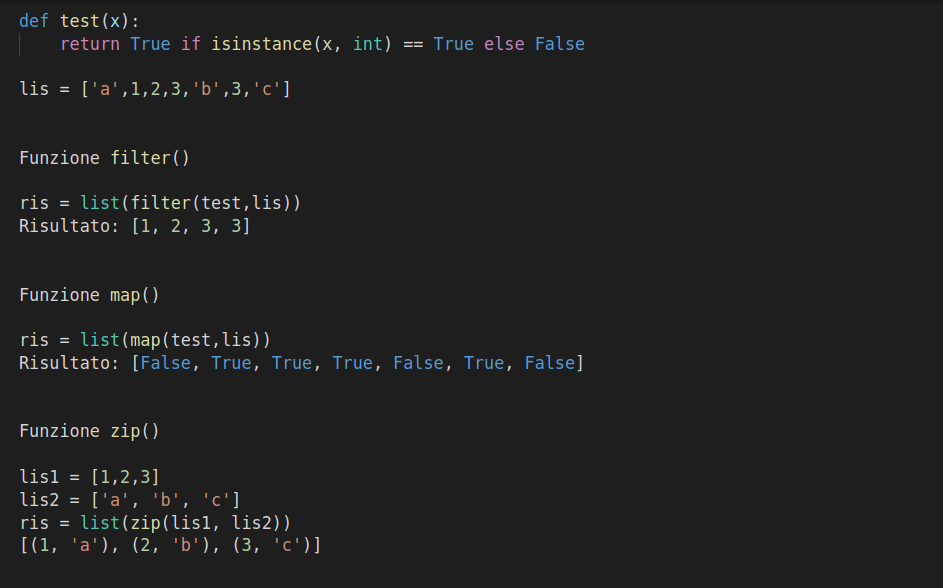 def test(x):
    return True if isinstance(x, int) == True else False
lis = ['a',1,2,3,'b',3,'c']
Funzione filter()
ris = list(filter(test,lis))
Risultato: [1, 2, 3, 3]
Funzione map()
ris = list(map(test,lis))
Risultato: [False, True, True, True, False, True, False]
Funzione zip()
lis1 = [1,2,3]
lis2 = ['a', 'b', 'c']
ris = list(zip(lis1, lis2))
[(1, 'a'), (2, 'b'), (3, 'c')]